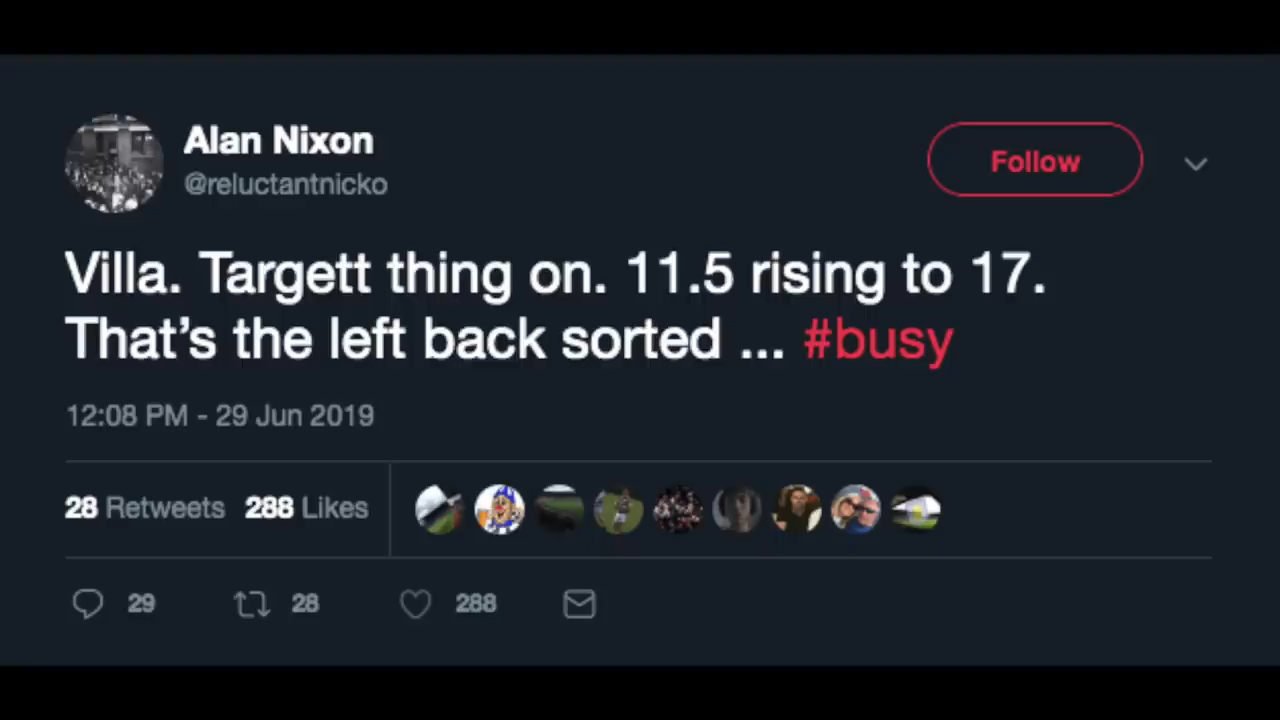 Alan Nixon
@reluctantnicko
Follow
Villa. Targett thing on. 11.5 rising to 17.
That’s the left back sorted ... #busy
12:08 PM - 29 Jun 2019
28 Retweets 288 Likes
29 28 288